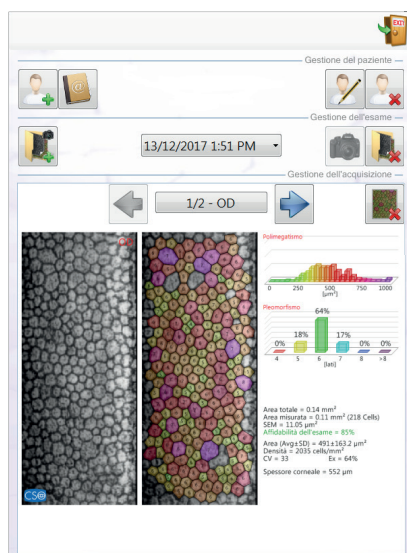 EXIT
Gestione del paziente
Gestione dell'esame
13/12/2017 1:51 PM
Gestione dell'acquisizione
1/2 - OD
OD
Polimegatismo
0 250 500 750 1000
[µm²]
Pleomorfismo
0% 18% 64% 17% 0% 0%
4 5 6 7 8 >8
[lati]
Area totale = 0.14 mm²
Area misurata = 0.11 mm² (218 Cells)
SEM = 11.05 µm²
Affidabilità dell'esame = 85%
Area (Avg±SD) = 491±163.2 µm²
Densità = 2035 cells/mm²
CV = 33 Ex = 64%
Spessore corneale = 552 µm
CSO